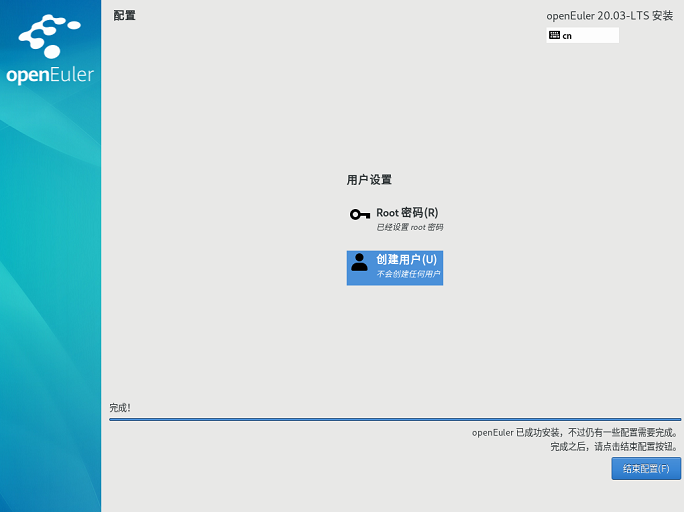 openEuler
配置
openEuler 20.03-LTS 安装
cn
用户设置
Root 密码(R)
已经设置 root 密码
创建用户(U)
不会创建任何用户
完成！
openEuler 已成功安装，不过仍有一些配置需要完成。
完成之后，请点击结束配置按钮。
结束配置(F)